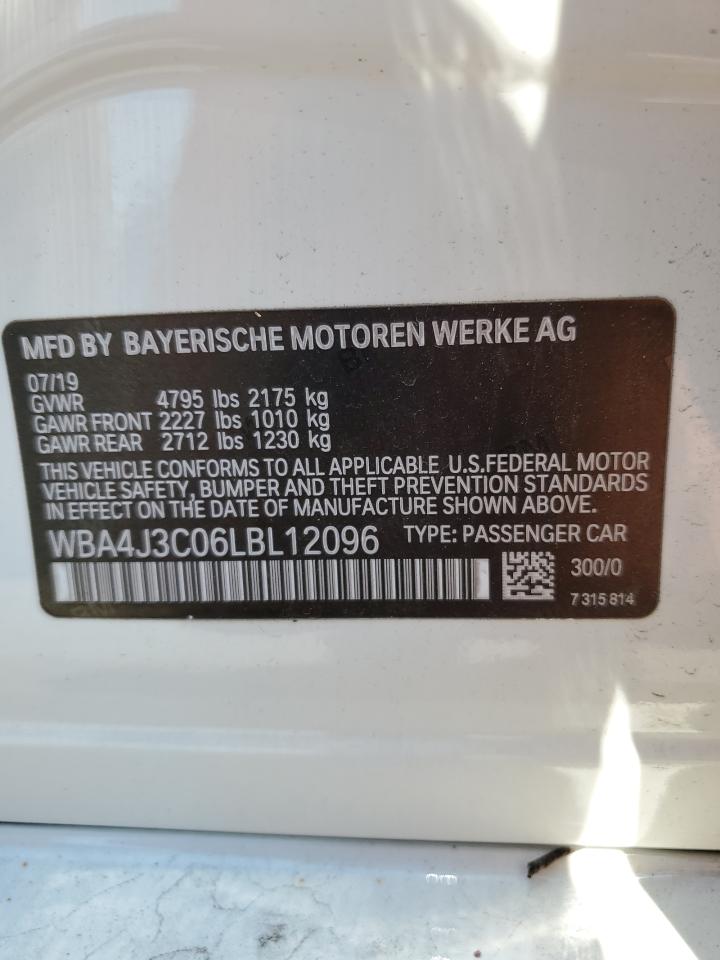 MFD BY BAYERISCHE MOTOREN WERKE AG
07/19
GVWR 4795 lbs 2175 kg
GAWR FRONT 2227 lbs 1010 kg
GAWR REAR 2712 lbs 1230 kg
THIS VEHICLE CONFORMS TO ALL APPLICABLE U.S.FEDERAL MOTOR
VEHICLE SAFETY, BUMPER AND THEFT PREVENTION STANDARDS
IN EFFECT ON THE DATE OF MANUFACTURE SHOWN ABOVE.
WBA4J3C06LBL12096 TYPE: PASSENGER CAR
300/0
7 315 814